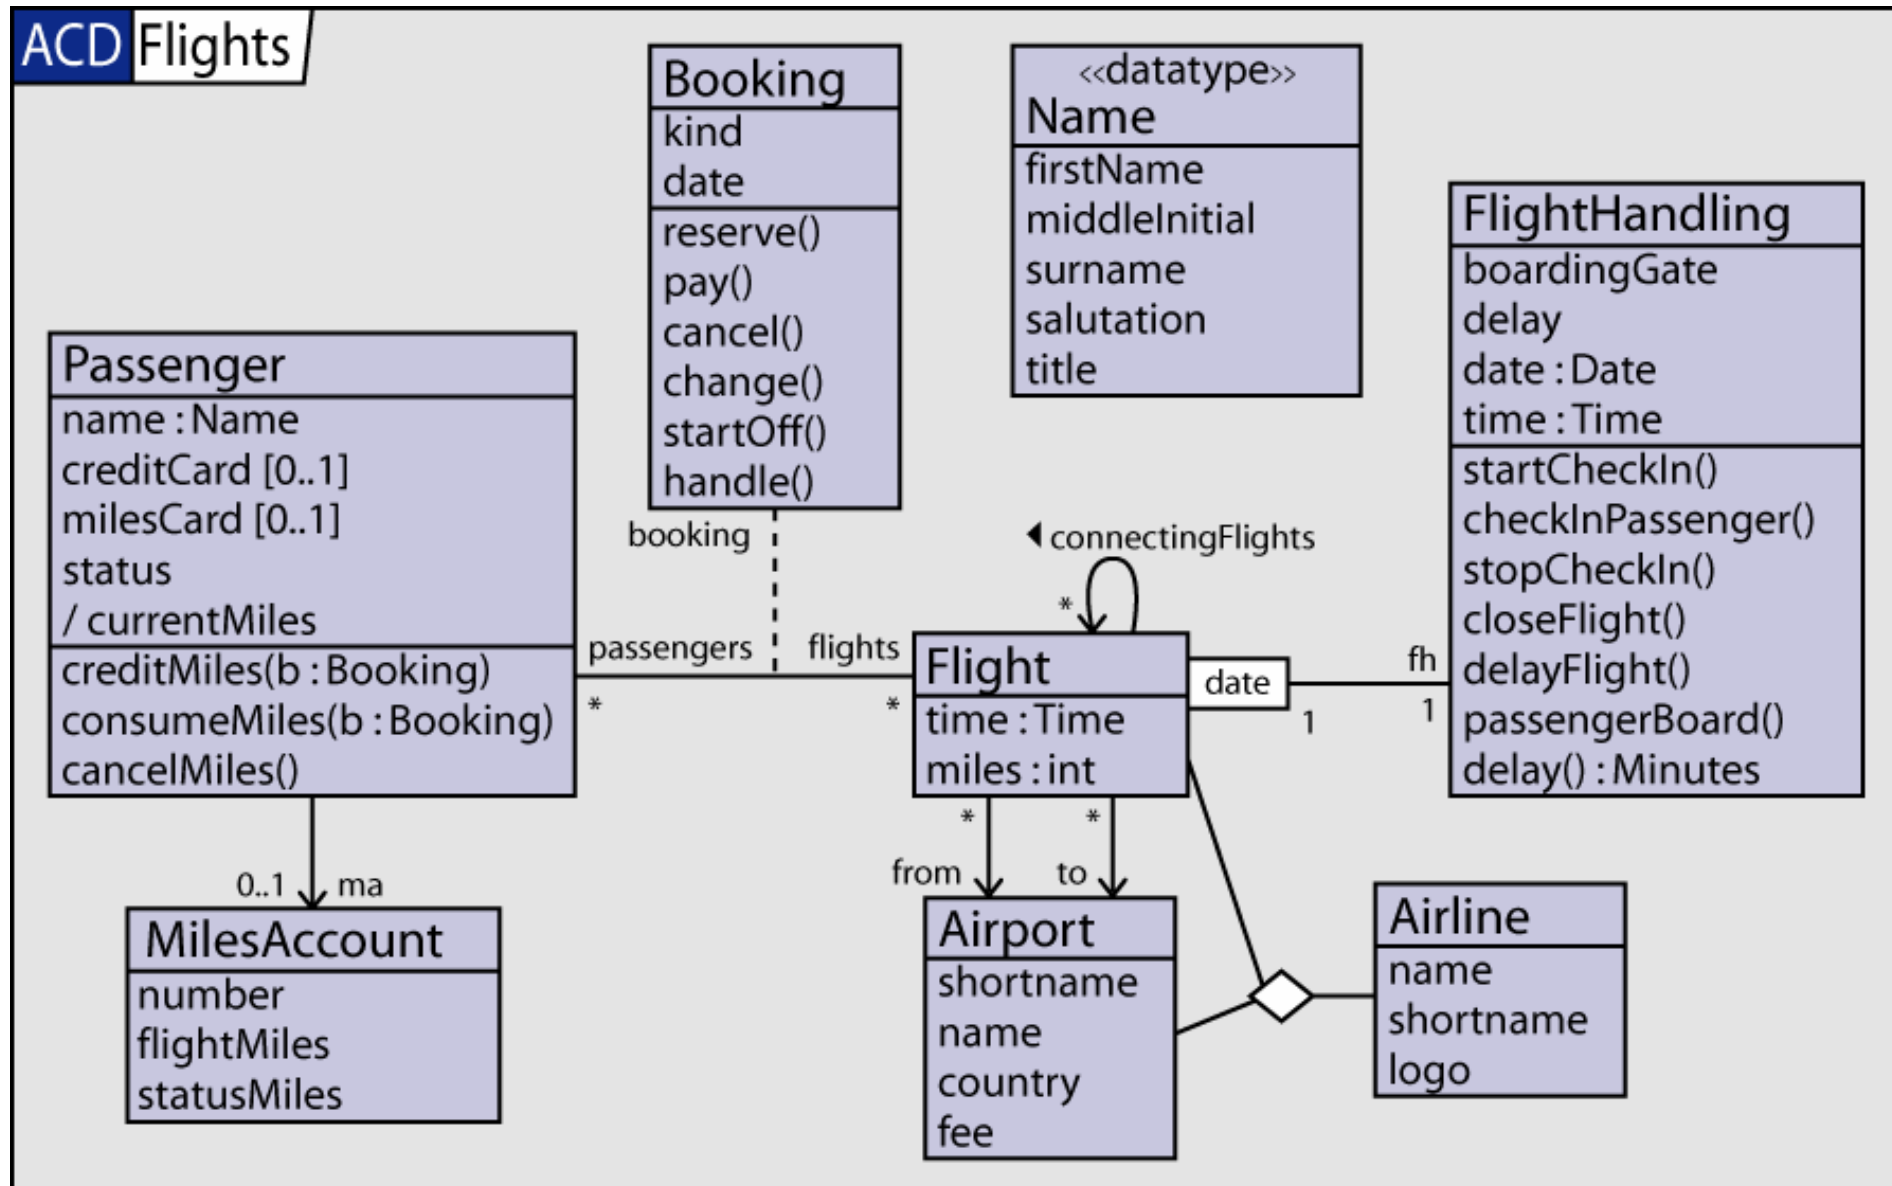 ACD Flights
Booking
kind
date
reserve()
pay()
cancel()
change()
startOff()
handle()
<<datatype>>
Name
firstName
middleInitial
surname
salutation
title
FlightHandling
boardingGate
delay
date : Date
time : Time
startCheckIn()
checkInPassenger()
stopCheckIn()
closeFlight()
delayFlight()
passengerBoard()
delay() : Minutes
Passenger
name : Name
creditCard [0..1]
milesCard [0..1]
status
/ currentMiles
creditMiles(b : Booking)
consumeMiles(b : Booking)
cancelMiles()
booking
passengers
*
flights
*
connectingFlights
*
Flight
time : Time
miles : int
date
1
fh
1
*
from
*
to
0..1 ma
MilesAccount
number
flightMiles
statusMiles
Airport
shortname
name
country
fee
Airline
name
shortname
logo